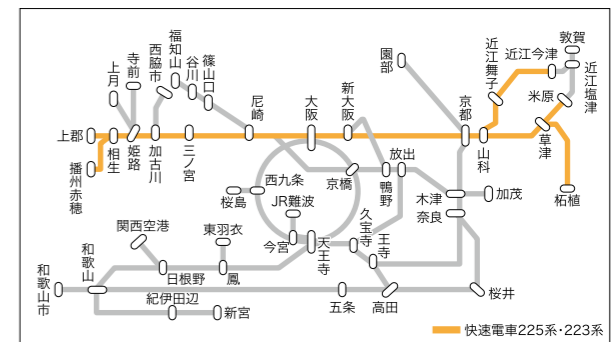 敦賀
近江今津
近江塩津
近江舞子
米原
園部
新大阪
大阪
尼崎
篠山口
谷川
福知山
西脇市
寺前
上月
京都
山科
草津
柘植
上郡
相生
姫路
加古川
三ノ宮
播州赤穂
京橋
鴨野
放出
木津
加茂
奈良
西九条
桜島
JR難波
今宮
天王寺
久宝寺
王寺
東羽衣
関西空港
和歌山
日根野
鳳
和歌山市
紀伊田辺
新宮
五条
高田
桜井
快速電車225系・223系